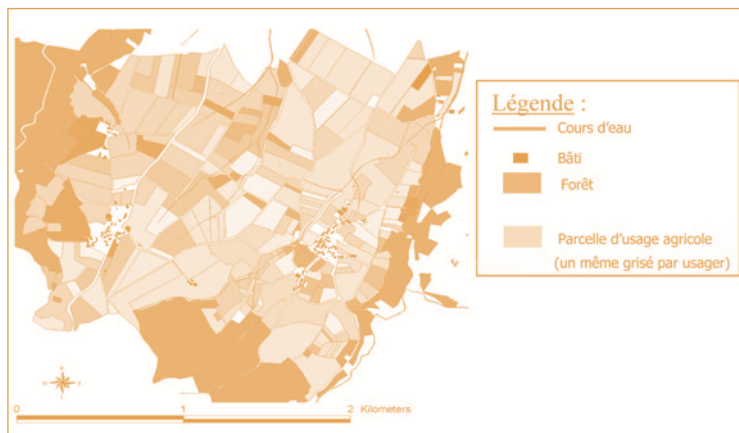 Légende :
Cours d'eau
Bâti
Forêt
Parcelle d'usage agricole
(un même grisé par usager)
0 1 2 Kilometers